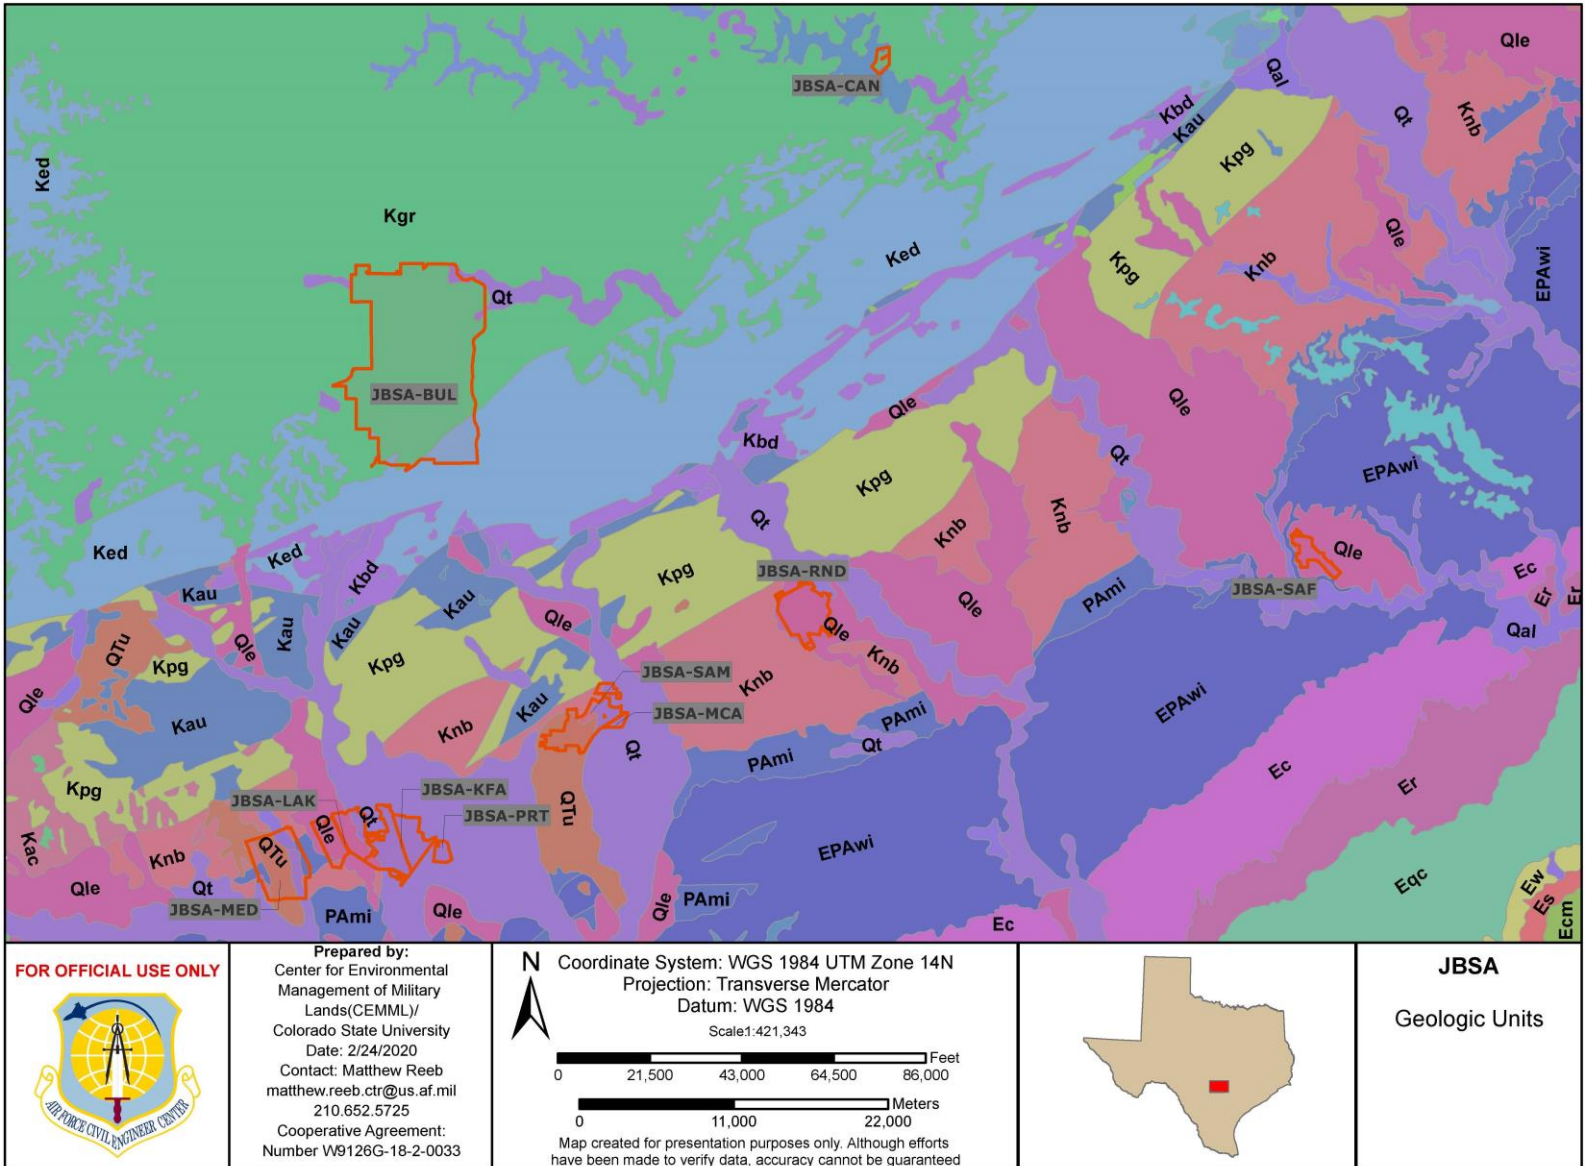 Qle
JBSA-CAN
Qal
Kbd
Kau
Qt
Knb
Ked
Kpg
Kgr
Qle
Ked
Knb
EPAwi
Kpg
Qt
JBSA-BUL
Qle
Qle
Kbd
Qt
EPAwi
Kpg
Qt
Knb
Knb
Ked
Ked
Kbd
Kpg
JBSA-RND
Qle
Ec
Kau
Kau
PAmi
JBSA-SAF
Er
Er
Qle
Qle
Qle
Kau
Kau
Qle
Qal
QTu
Kpg
Kpg
Knb
JBSA-SAM
Knb
Qle
Kau
Knb
Kau
JBSA-MCA
PAmi
EPAwi
Qt
Qt
PAmi
Ec
Er
Kpg
JBSA-KFA
JBSA-LAK
Qt
JBSA-PRT
QTu
Qle
Kac
Knb
QTu
EPAwi
Eqc
Qle
Qt
Ew
JBSA-MED
PAmi
Qle
Qle
PAmi
Es
Ec
Ecm
FOR OFFICIAL USE ONLY
AIR FORCE CIVIL ENGINEER CENTER
Prepared by:
Center for Environmental
Management of Military
Lands(CEMML)/
Colorado State University
Date: 2/24/2020
Contact: Matthew Reeb
matthew.reeb.ctr@us.af.mil
210.652.5725
Cooperative Agreement:
Number W9126G-18-2-0033
N
Coordinate System: WGS 1984 UTM Zone 14N
Projection: Transverse Mercator
Datum: WGS 1984
Scale1:421,343
Feet
0 21,500 43,000 64,500 86,000
Meters
0 11,000 22,000
Map created for presentation purposes only. Although efforts
have been made to verify data, accuracy cannot be guaranteed
JBSA
Geologic Units